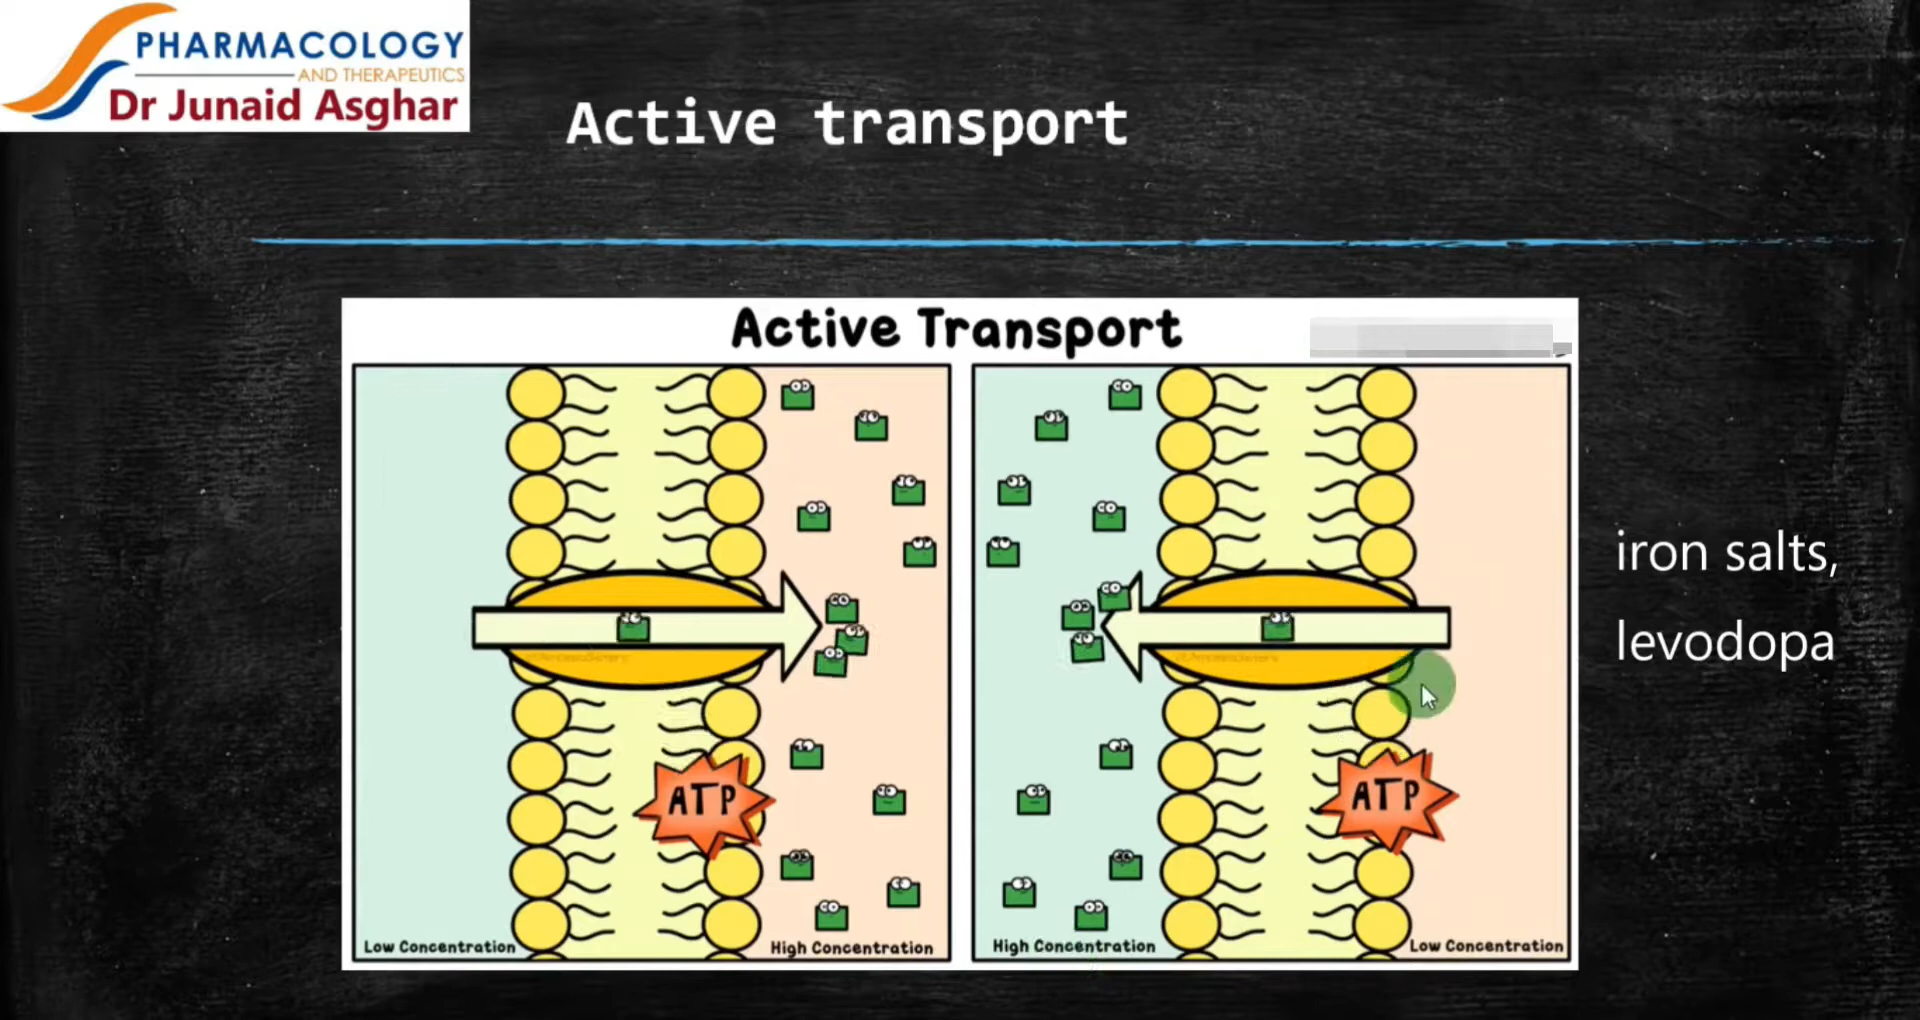 PHARMACOLOGY
AND THERAPEUTICS
Dr Junaid Asghar
Active transport
Active Transport
ATP
ATP
Low Concentration
High Concentration
High Concentration
Low Concentration
iron salts,
levodopa